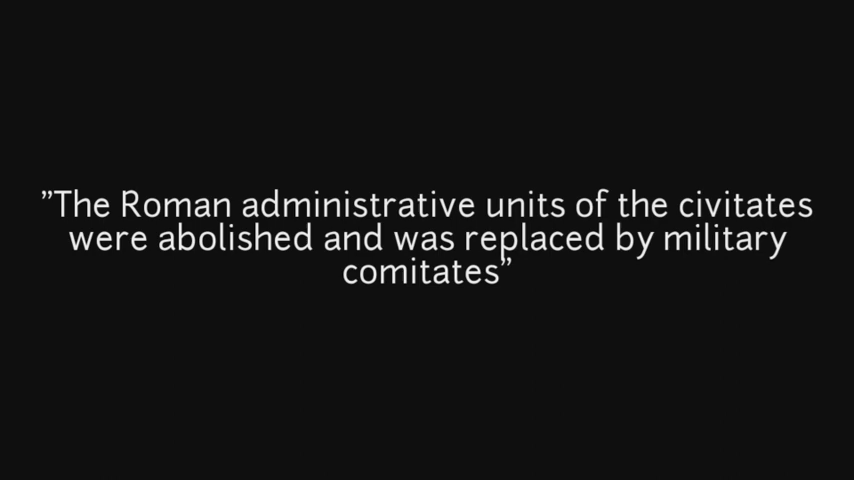 ”The Roman administrative units of the civitates
were abolished and was replaced by military
comitates”